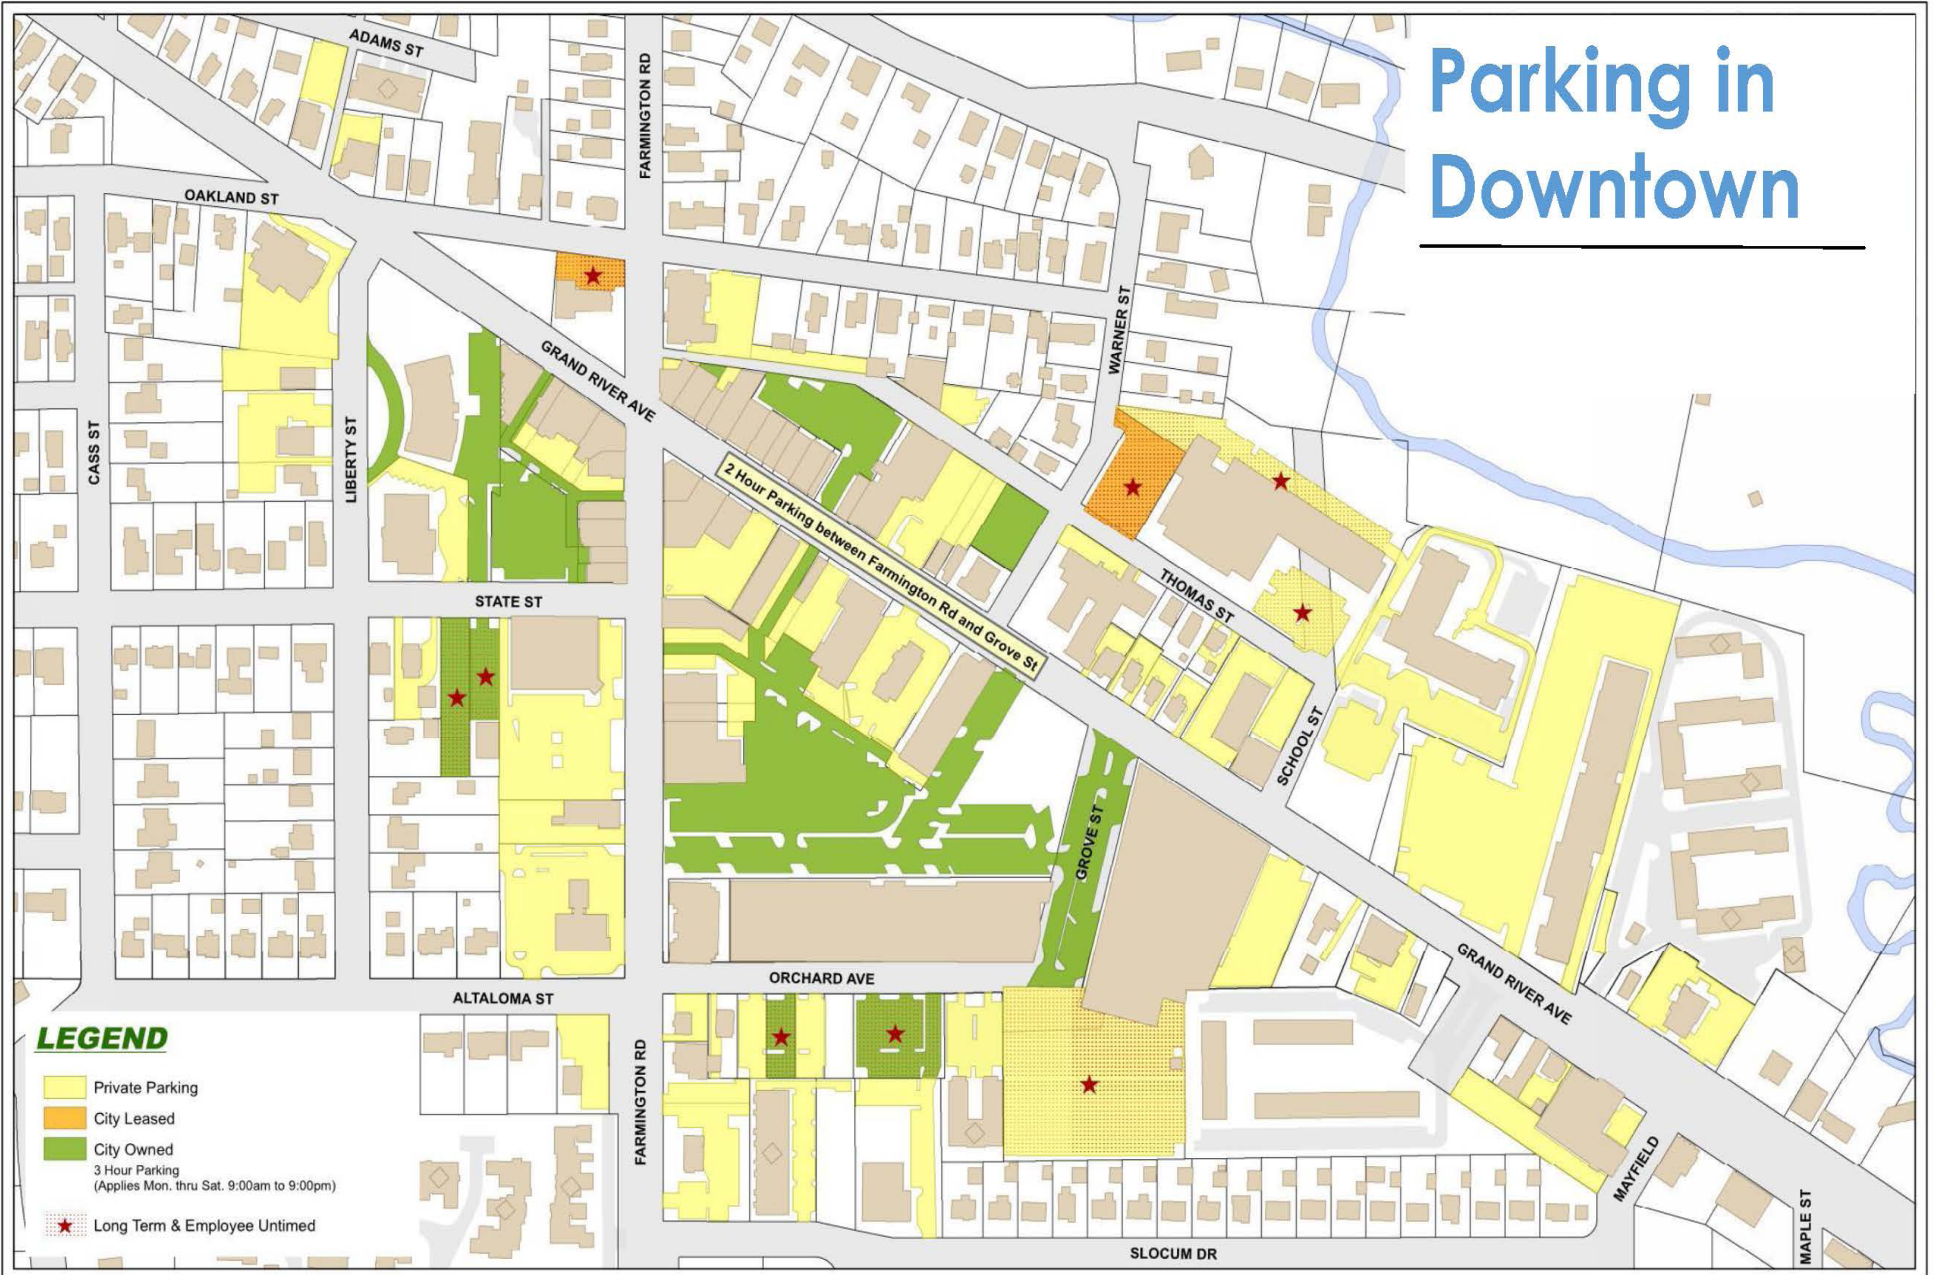 Parking in
Downtown
ADAMS ST
FARMINGTON RD
OAKLAND ST
WARNER ST
GRAND RIVER AVE
CASS ST
LIBERTY ST
2 Hour Parking between Farmington Rd and Grove St
STATE ST
THOMAS ST
SCHOOL ST
GROVE ST
GRAND RIVER AVE
ORCHARD AVE
ALTALOMA ST
FARMINGTON RD
MAYFIELD
MAPLE ST
SLOCUM DR
LEGEND
Private Parking
City Leased
City Owned
3 Hour Parking
(Applies Mon. thru Sat. 9:00am to 9:00pm)
Long Term & Employee Untimed